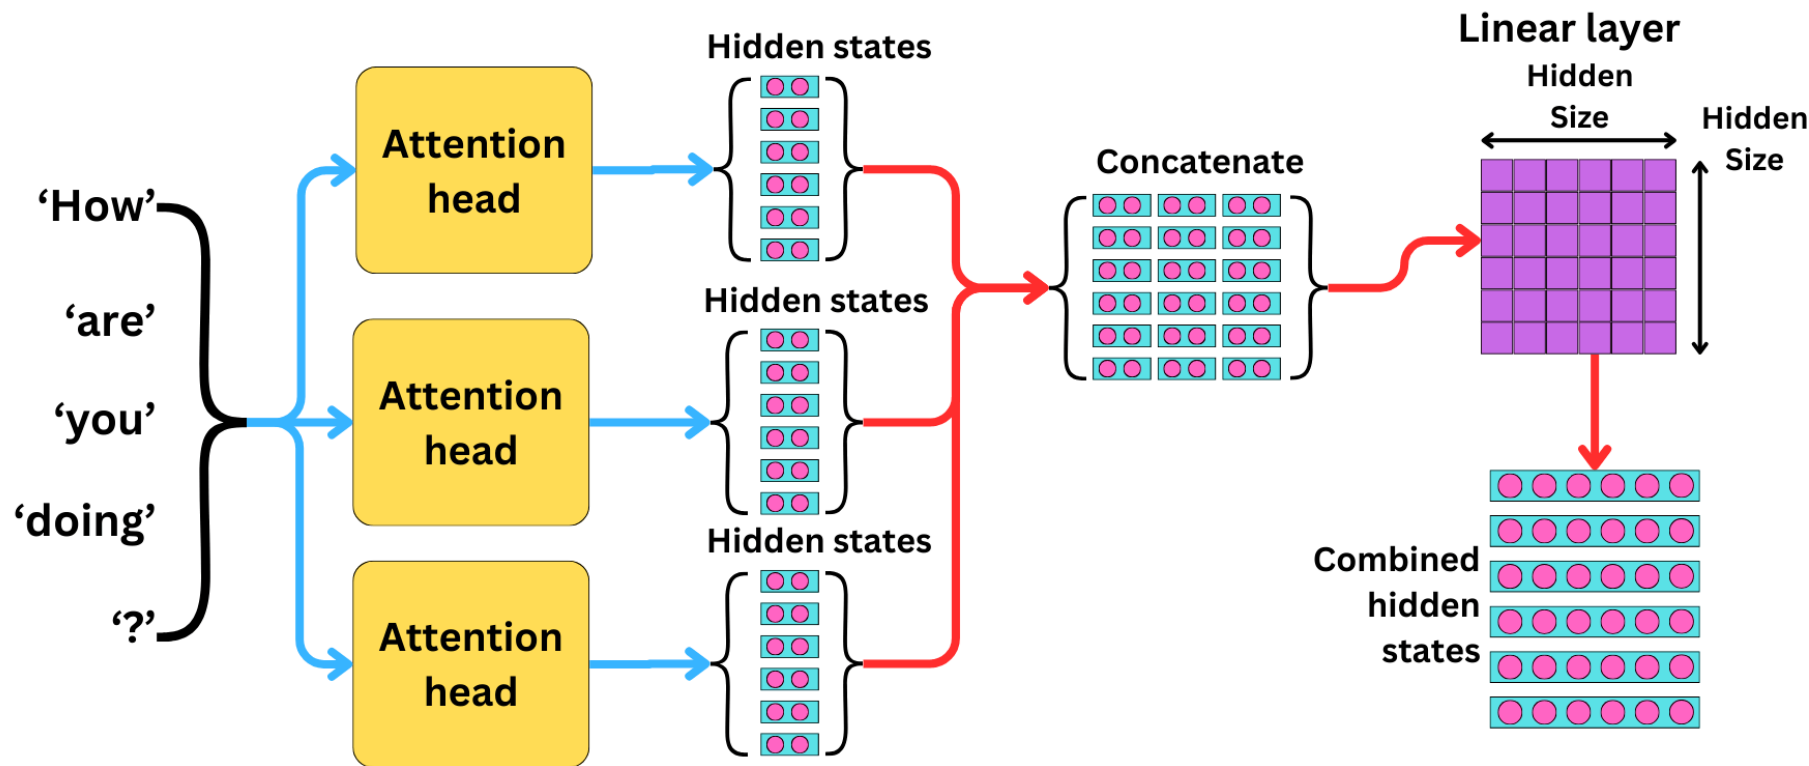 ‘How’
‘are’
‘you’
‘doing’
‘?’
Attention
head
Attention
head
Attention
head
Hidden states
Hidden states
Hidden states
Concatenate
Linear layer
Hidden
Size
Hidden
Size
Combined
hidden
states